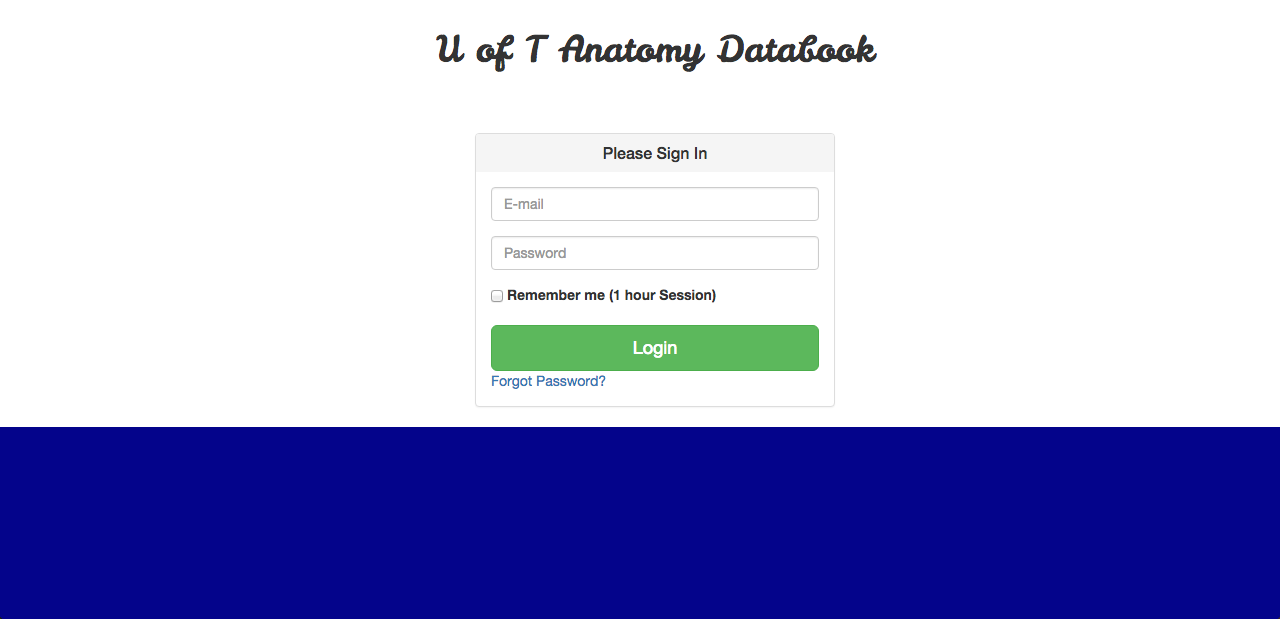 U of T Anatomy Databook
Please Sign In
E-mail
Password
Remember me (1 hour Session)
Login
Forgot Password?